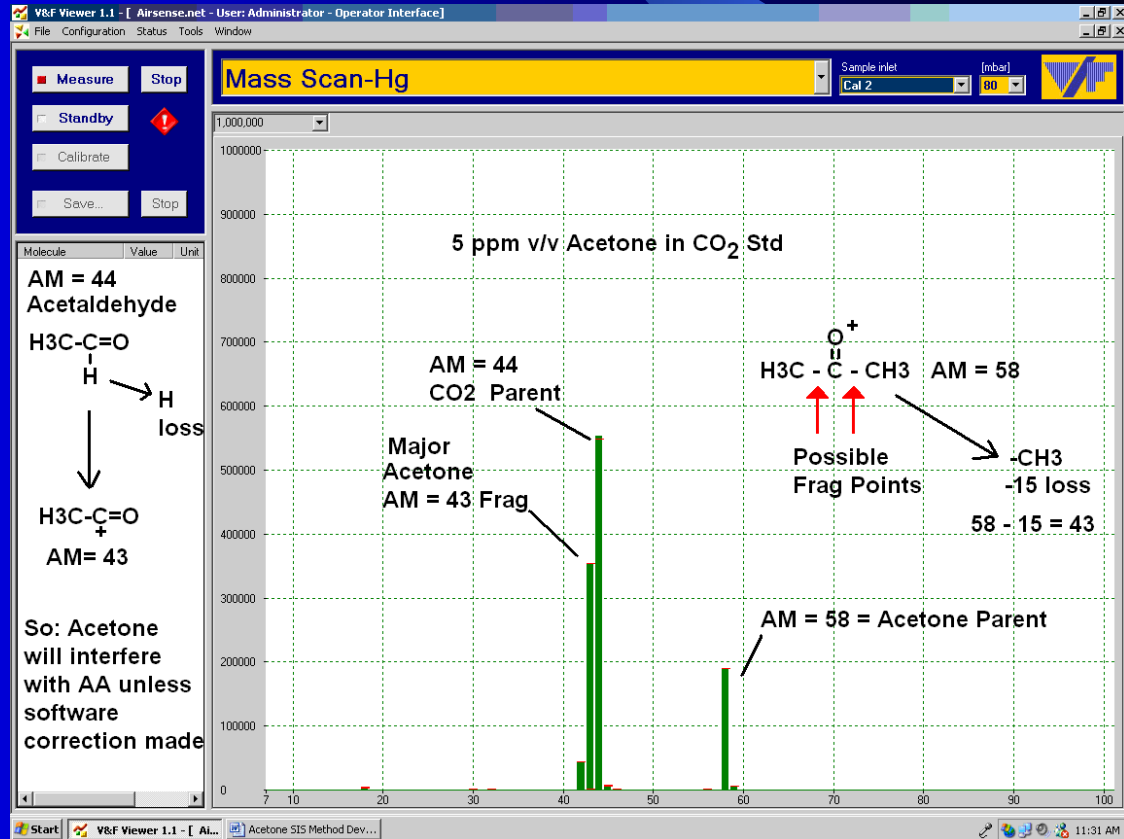 V&F Viewer 1.1 - [ Airsense.net - User: Administrator - Operator Interface]
File Configuration Status Tools Window
Measure Stop
Standby
Calibrate
Save... Stop
Mass Scan-Hg
Sample inlet [mbar]
Cal 2 80
1,000,000
Molecule Value Unit
AM = 44
Acetaldehyde
H3C-C=O
H
H
loss
H3C-C=O
+
AM= 43
So: Acetone
will interfere
with AA unless
software
correction made
1000000
900000
800000
700000
600000
500000
400000
300000
200000
100000
0
7 10 20 30 40 50 60 70 80 90 100
5 ppm v/v Acetone in CO2 Std
AM = 44
CO2 Parent
Major
Acetone
AM = 43 Frag
+
O
H3C - C - CH3 AM = 58
Possible
Frag Points
-CH3
-15 loss
58 - 15 = 43
AM = 58 = Acetone Parent
Start V&F Viewer 1.1 - [ Ai... Acetone SIS Method Dev... 11:31 AM